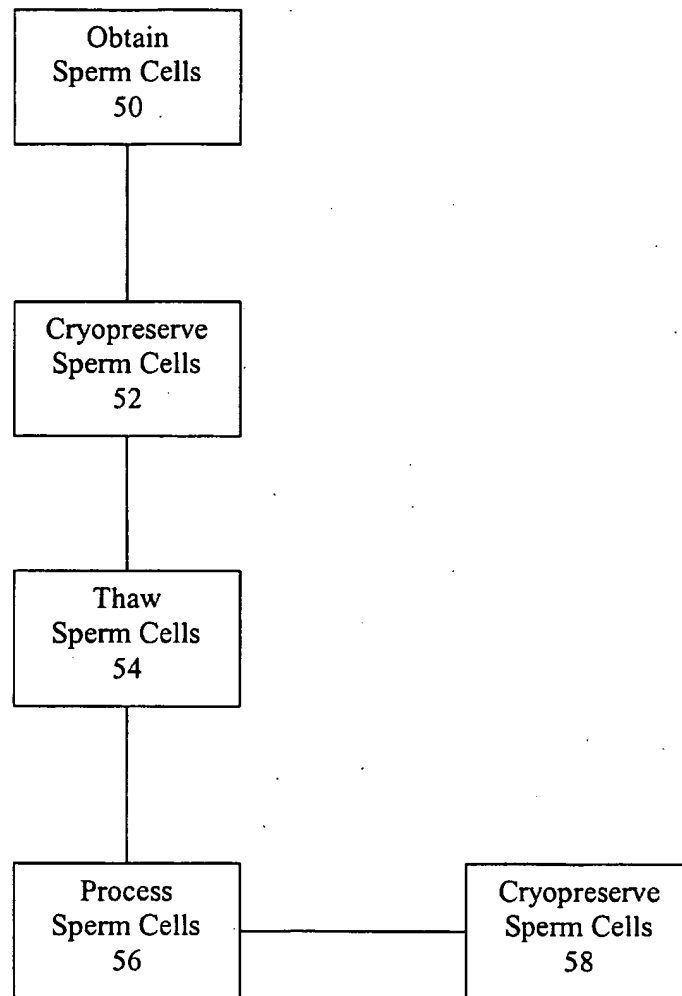 Obtain
Sperm Cells
50
Cryopreserve
Sperm Cells
52
Thaw
Sperm Cells
54
Process
Sperm Cells
56
Cryopreserve
Sperm Cells
58